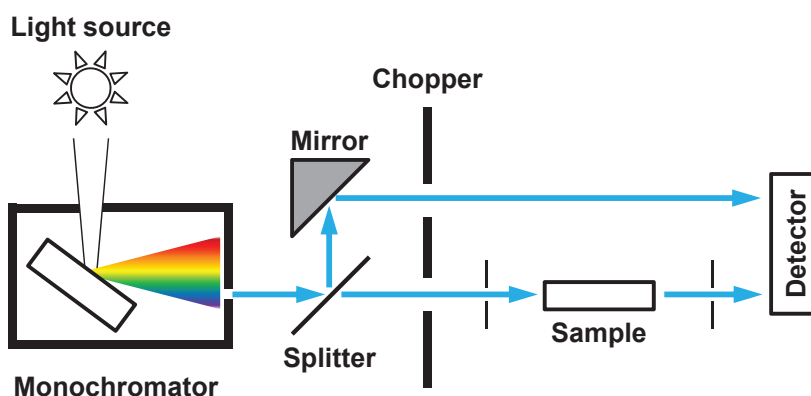 Light source
Chopper
Mirror
Detector
Splitter
Sample
Monochromator